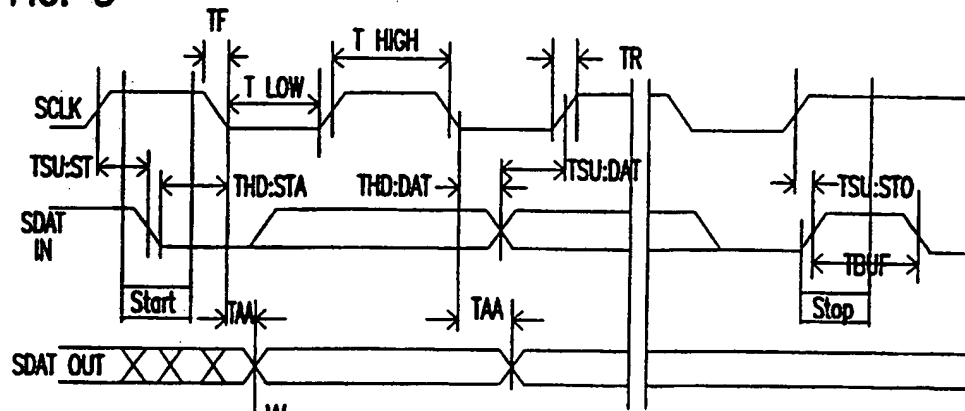 TF
T HIGH
TR
T LOW
SCLK
TSU:ST
THD:STA
THD:DAT
TSU:DAT
TSU:STO
SDAT IN
TBUF
Start
TAA
TAA
Stop
SDAT OUT